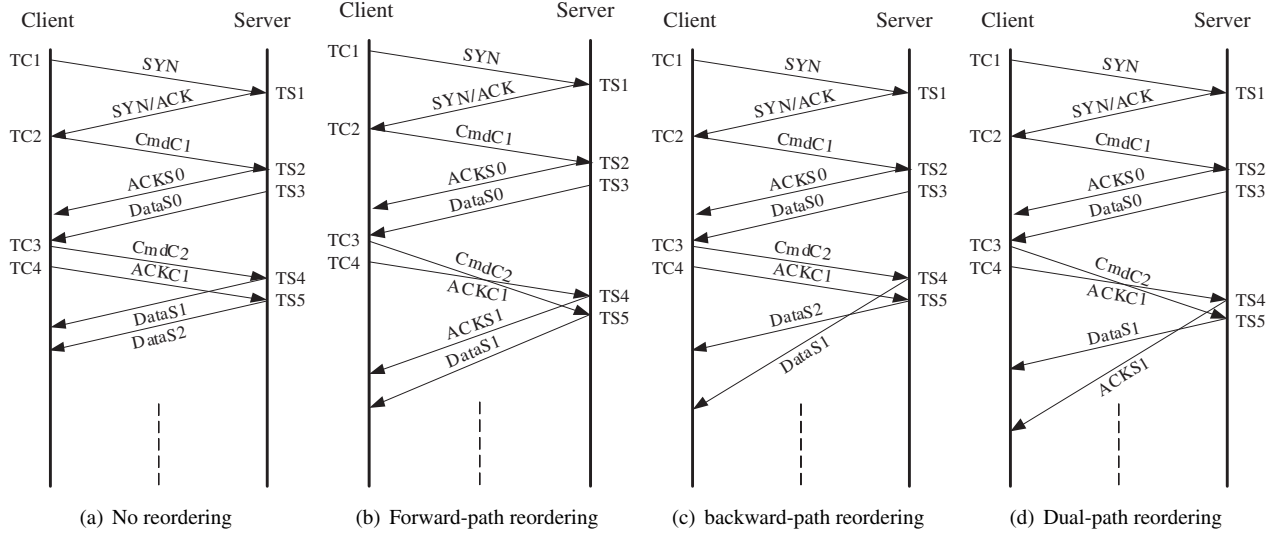 Client Server
TC1
SYN
TS1
SYN/ACK
TC2
CmdC1
TS2
ACKS0
TS3
DataS0
TC3
CmdC2
TC4
ACKC1
TS4
TS5
DataS1
DataS2
(a) No reordering
Client Server
TC1
SYN
TS1
SYN/ACK
TC2
CmdC1
TS2
ACKS0
TS3
DataS0
TC3
TC4
CmdC2
ACKC1
TS4
TS5
ACKS1
DataS1
(b) Forward-path reordering
Client Server
TC1
SYN
TS1
SYN/ACK
TC2
CmdC1
TS2
ACKS0
TS3
DataS0
TC3
CmdC2
TC4
ACKC1
TS4
TS5
DataS2
DataS1
(c) backward-path reordering
Client Server
TC1
SYN
TS1
SYN/ACK
TC2
CmdC1
TS2
ACKS0
TS3
DataS0
TC3
TC4
CmdC2
ACKC1
TS4
TS5
DataS1
ACKS1
(d) Dual-path reordering